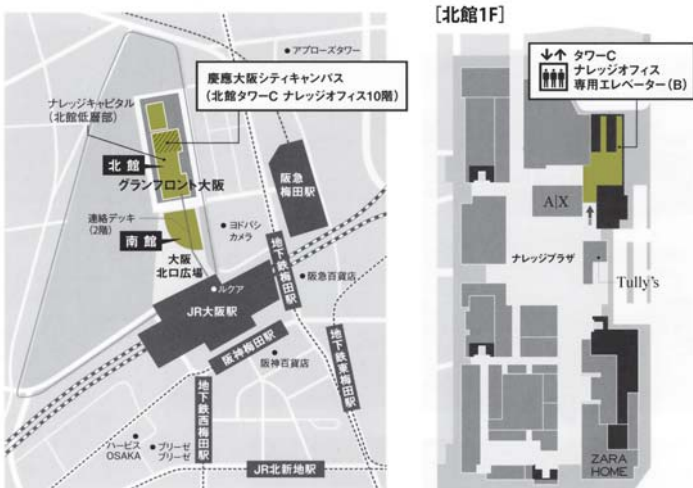 アプローズタワー
慶應大阪シティキャンパス
(北館タワーC ナレッジオフィス10階)
ナレッジキャピタル
(北館低層部)
北館
グランフロント大阪
阪急
梅田駅
連絡デッキ
(2階)
南館
ヨドバシ
カメラ
大阪
北口広場
地下鉄梅田駅
阪急百貨店
ルクア
JR大阪駅
阪神梅田駅
阪神百貨店
地下鉄東梅田駅
地下鉄西梅田駅
ハービス
OSAKA
ブリーゼ
ブリーゼ
JR北新地駅
[北館1F]
タワーC
ナレッジオフィス
専用エレベーター(B)
A|X
ナレッジプラザ
Tully's
ZARA
HOME